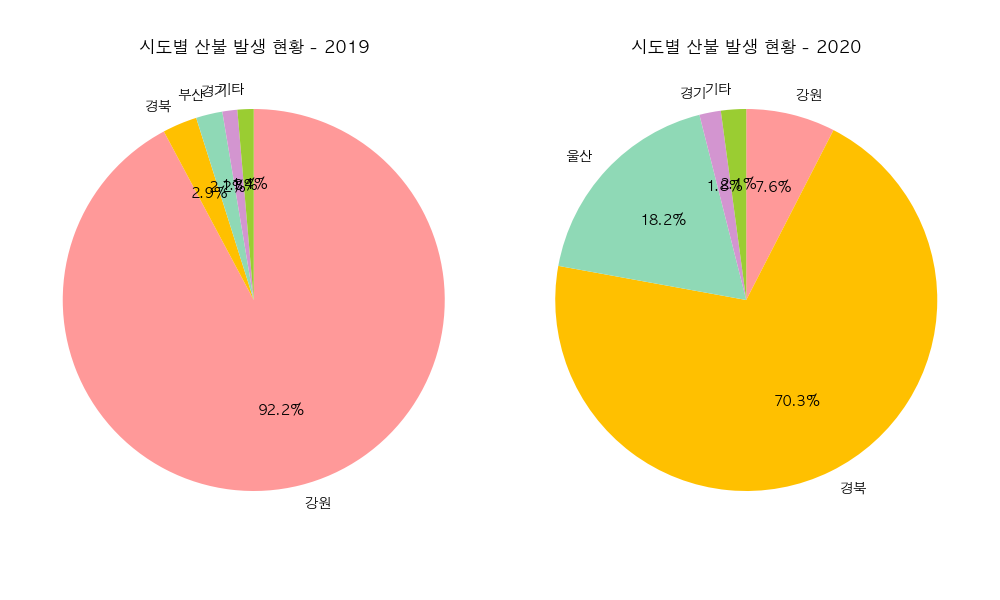 시도별 산불 발생 현황 - 2019
부산
경기
기타
경북
2.9%
92.2%
강원
시도별 산불 발생 현황 - 2020
경기
기타
강원
울산
1.8%
2.1%
7.6%
18.2%
70.3%
경북